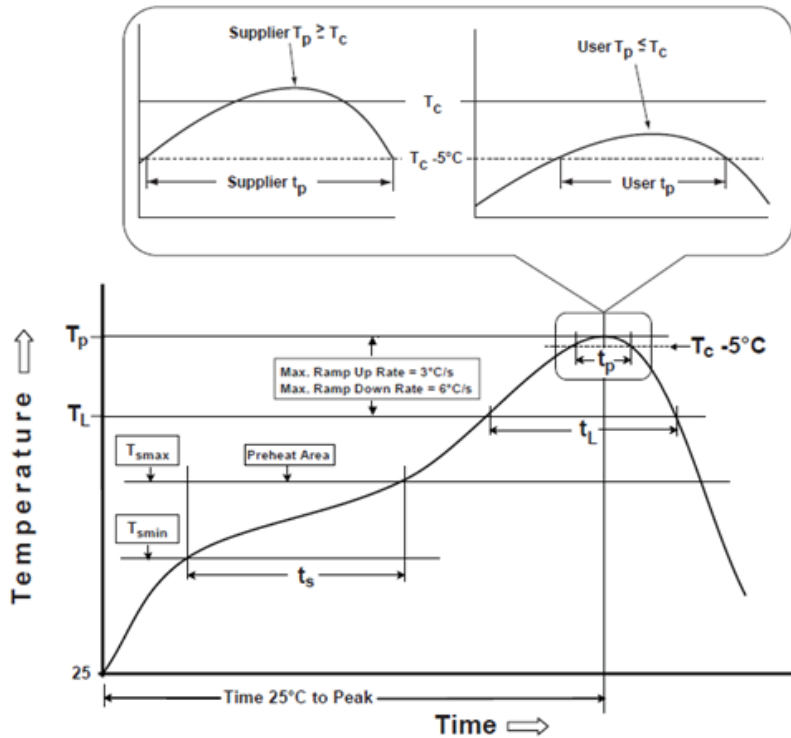 Supplier Tp ≥ Tc
User Tp ≤ Tc
Tc
Tc -5°C
Supplier tp
User tp
Tp
Tc -5°C
tp
Max. Ramp Up Rate = 3°C/s
Max. Ramp Down Rate = 6°C/s
TL
tL
Tsmax
Preheat Area
Tsmin
ts
Temperature
25
Time 25°C to Peak
Time